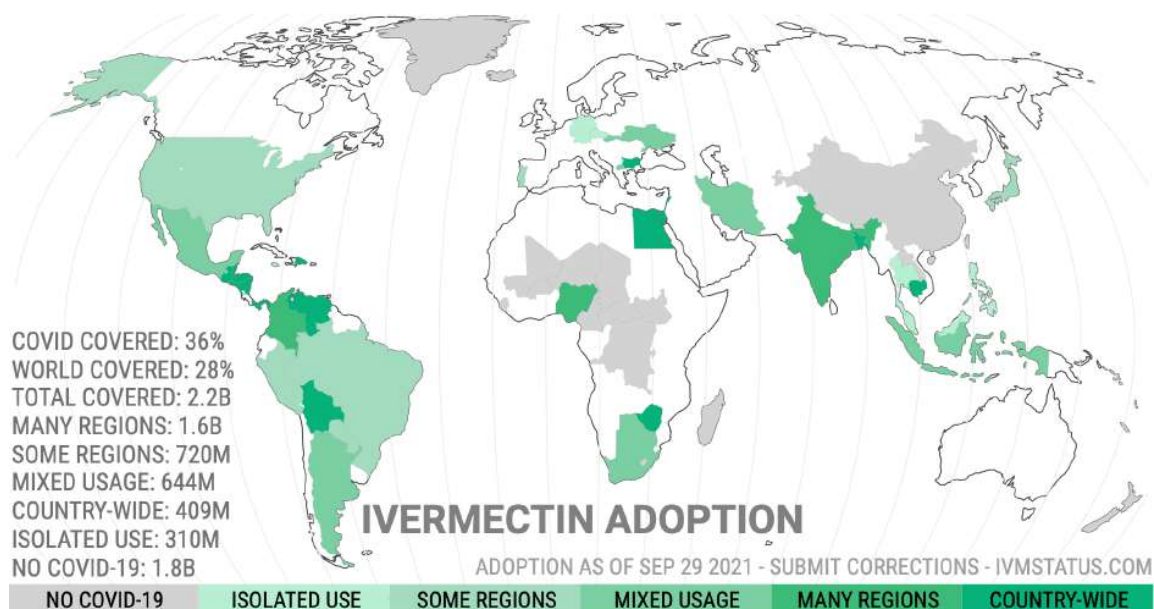 COVID COVERED: 36%
WORLD COVERED: 28%
TOTAL COVERED: 2.2B
MANY REGIONS: 1.6B
SOME REGIONS: 720M
MIXED USAGE: 644M
COUNTRY-WIDE: 409M
ISOLATED USE: 310M
NO COVID-19: 1.8B
IVERMECTIN ADOPTION
ADOPTION AS OF SEP 29 2021 - SUBMIT CORRECTIONS - IVMSTATUS.COM
NO COVID-19 ISOLATED USE SOME REGIONS MIXED USAGE MANY REGIONS COUNTRY-WIDE